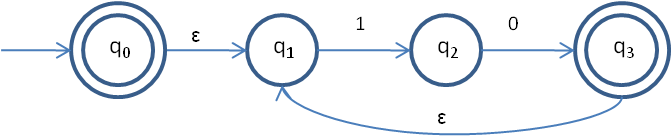 ε 1 0
q₀ q₁ q₂ q₃
ε